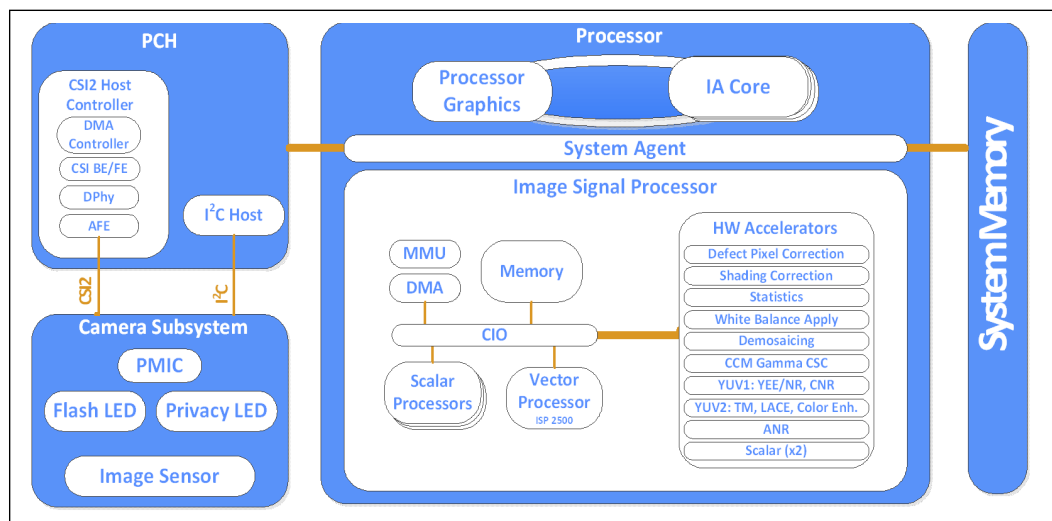 PCH
CSI2 Host
Controller
DMA
Controller
CSI BE/FE
DPhy
AFE
I²C Host
CSI2
I²C
Camera Subsystem
PMIC
Flash LED
Privacy LED
Image Sensor
Processor
Processor
Graphics
IA Core
System Agent
Image Signal Processor
MMU
DMA
Memory
CIO
Scalar
Processors
Vector
Processor
ISP 2500
HW Accelerators
Defect Pixel Correction
Shading Correction
Statistics
White Balance Apply
Demosaicing
CCM Gamma CSC
YUV1: YEE/NR, CNR
YUV2: TM, LACE, Color Enh.
ANR
Scalar (x2)
System Memory